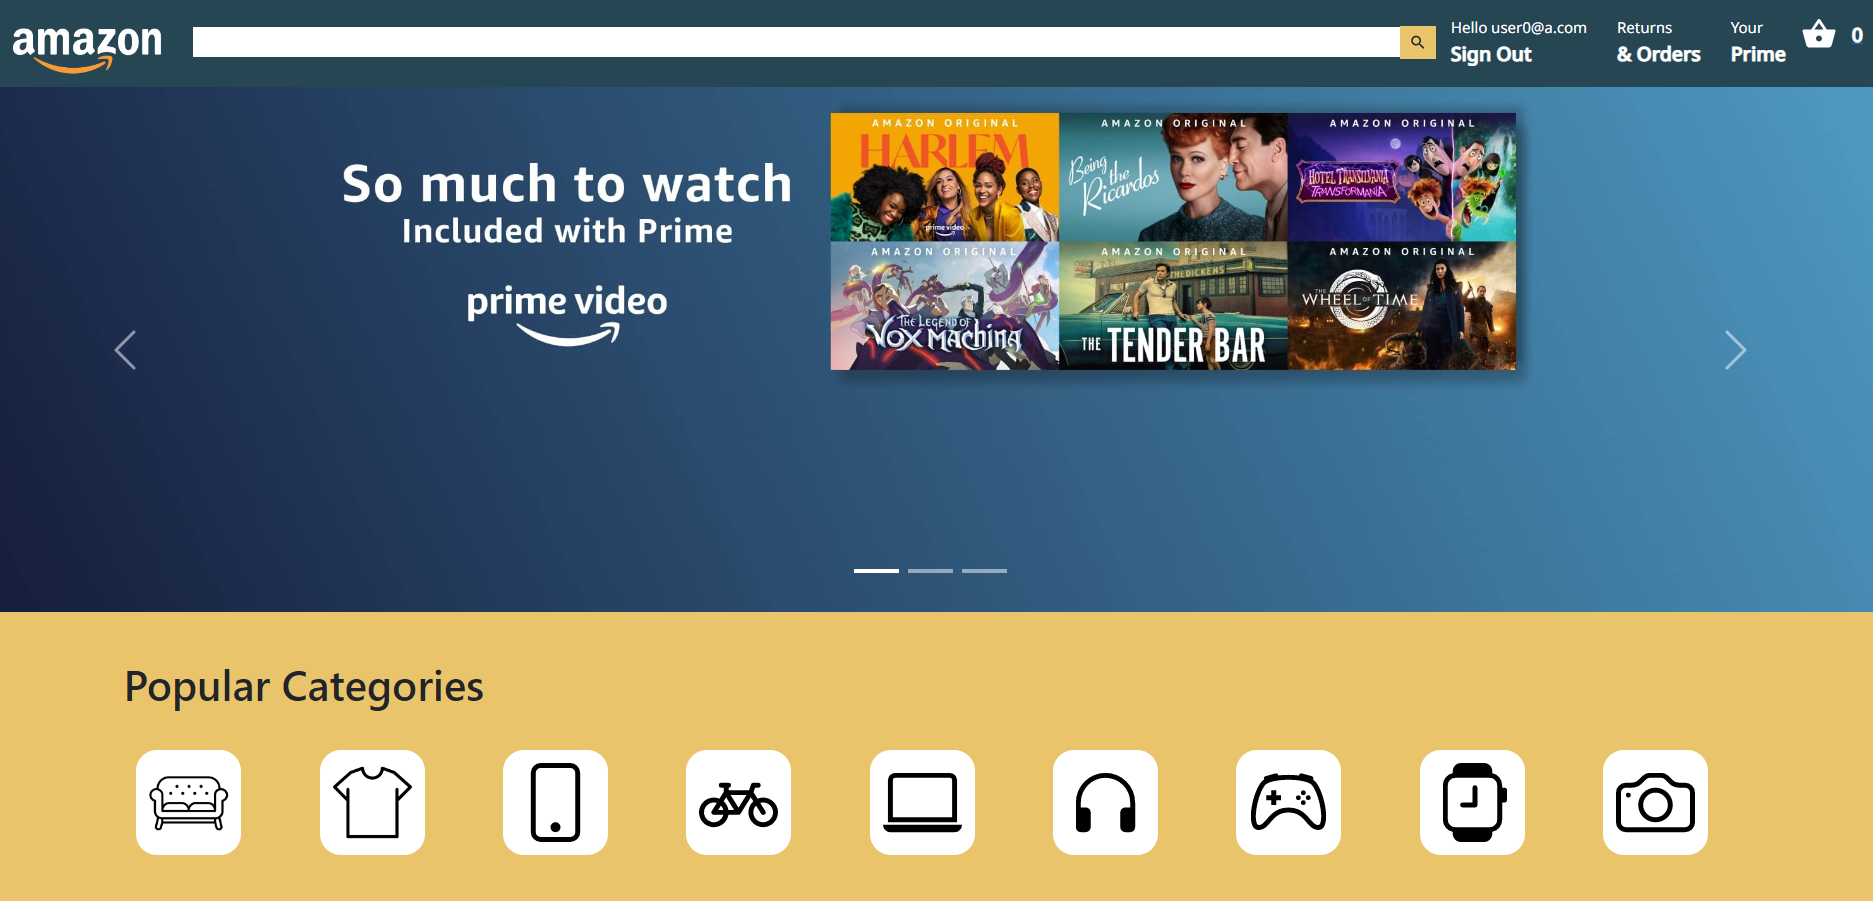 amazon
Hello user0@a.com
Sign Out
Returns
& Orders
Your
Prime
0
So much to watch
Included with Prime
prime video
AMAZON ORIGINAL
HARLEM
prime video
AMAZON ORIGINAL
Being the Ricardos
AMAZON ORIGINAL
HOTEL TRANSYLVANIA
TRANSFORMANIA
AMAZON ORIGINAL
THE LEGEND OF
VOX MACHINA
AMAZON ORIGINAL
THE DICKENS
THE TENDER BAR
AMAZON ORIGINAL
THE
WHEEL OF TIME
Popular Categories